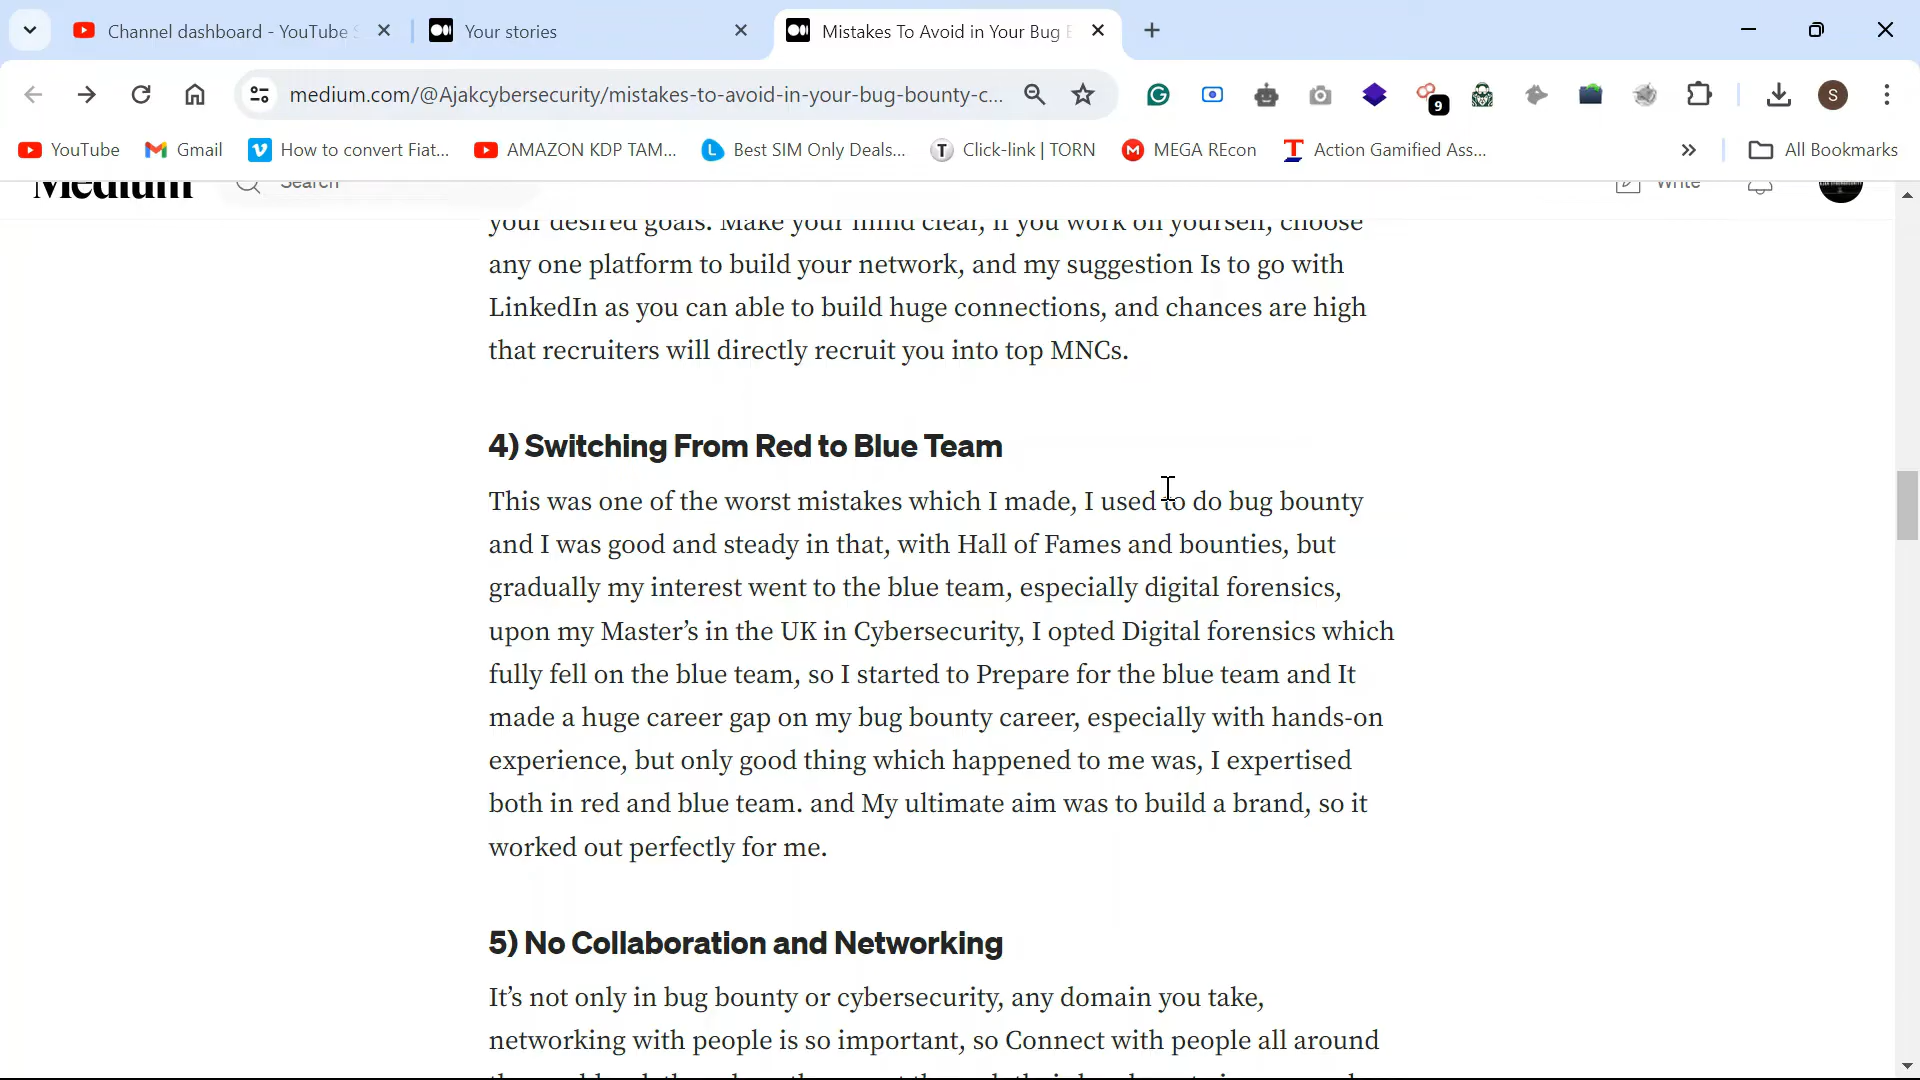 Channel dashboard - YouTube S
Your stories
Mistakes To Avoid in Your Bug B
medium.com/@Ajakcybersecurity/mistakes-to-avoid-in-your-bug-bounty-c...
9
S
YouTube
Gmail
How to convert Fiat...
AMAZON KDP TAM...
Best SIM Only Deals...
Click-link | TORN
MEGA REcon
Action Gamified Ass...
All Bookmarks
Medium
Search
Write
your desired goals. Make your mind clear, if you work on yourself, choose
any one platform to build your network, and my suggestion Is to go with
LinkedIn as you can able to build huge connections, and chances are high
that recruiters will directly recruit you into top MNCs.
4) Switching From Red to Blue Team
This was one of the worst mistakes which I made, I used to do bug bounty
and I was good and steady in that, with Hall of Fames and bounties, but
gradually my interest went to the blue team, especially digital forensics,
upon my Master’s in the UK in Cybersecurity, I opted Digital forensics which
fully fell on the blue team, so I started to Prepare for the blue team and It
made a huge career gap on my bug bounty career, especially with hands-on
experience, but only good thing which happened to me was, I expertised
both in red and blue team. and My ultimate aim was to build a brand, so it
worked out perfectly for me.
5) No Collaboration and Networking
It’s not only in bug bounty or cybersecurity, any domain you take,
networking with people is so important, so Connect with people all around